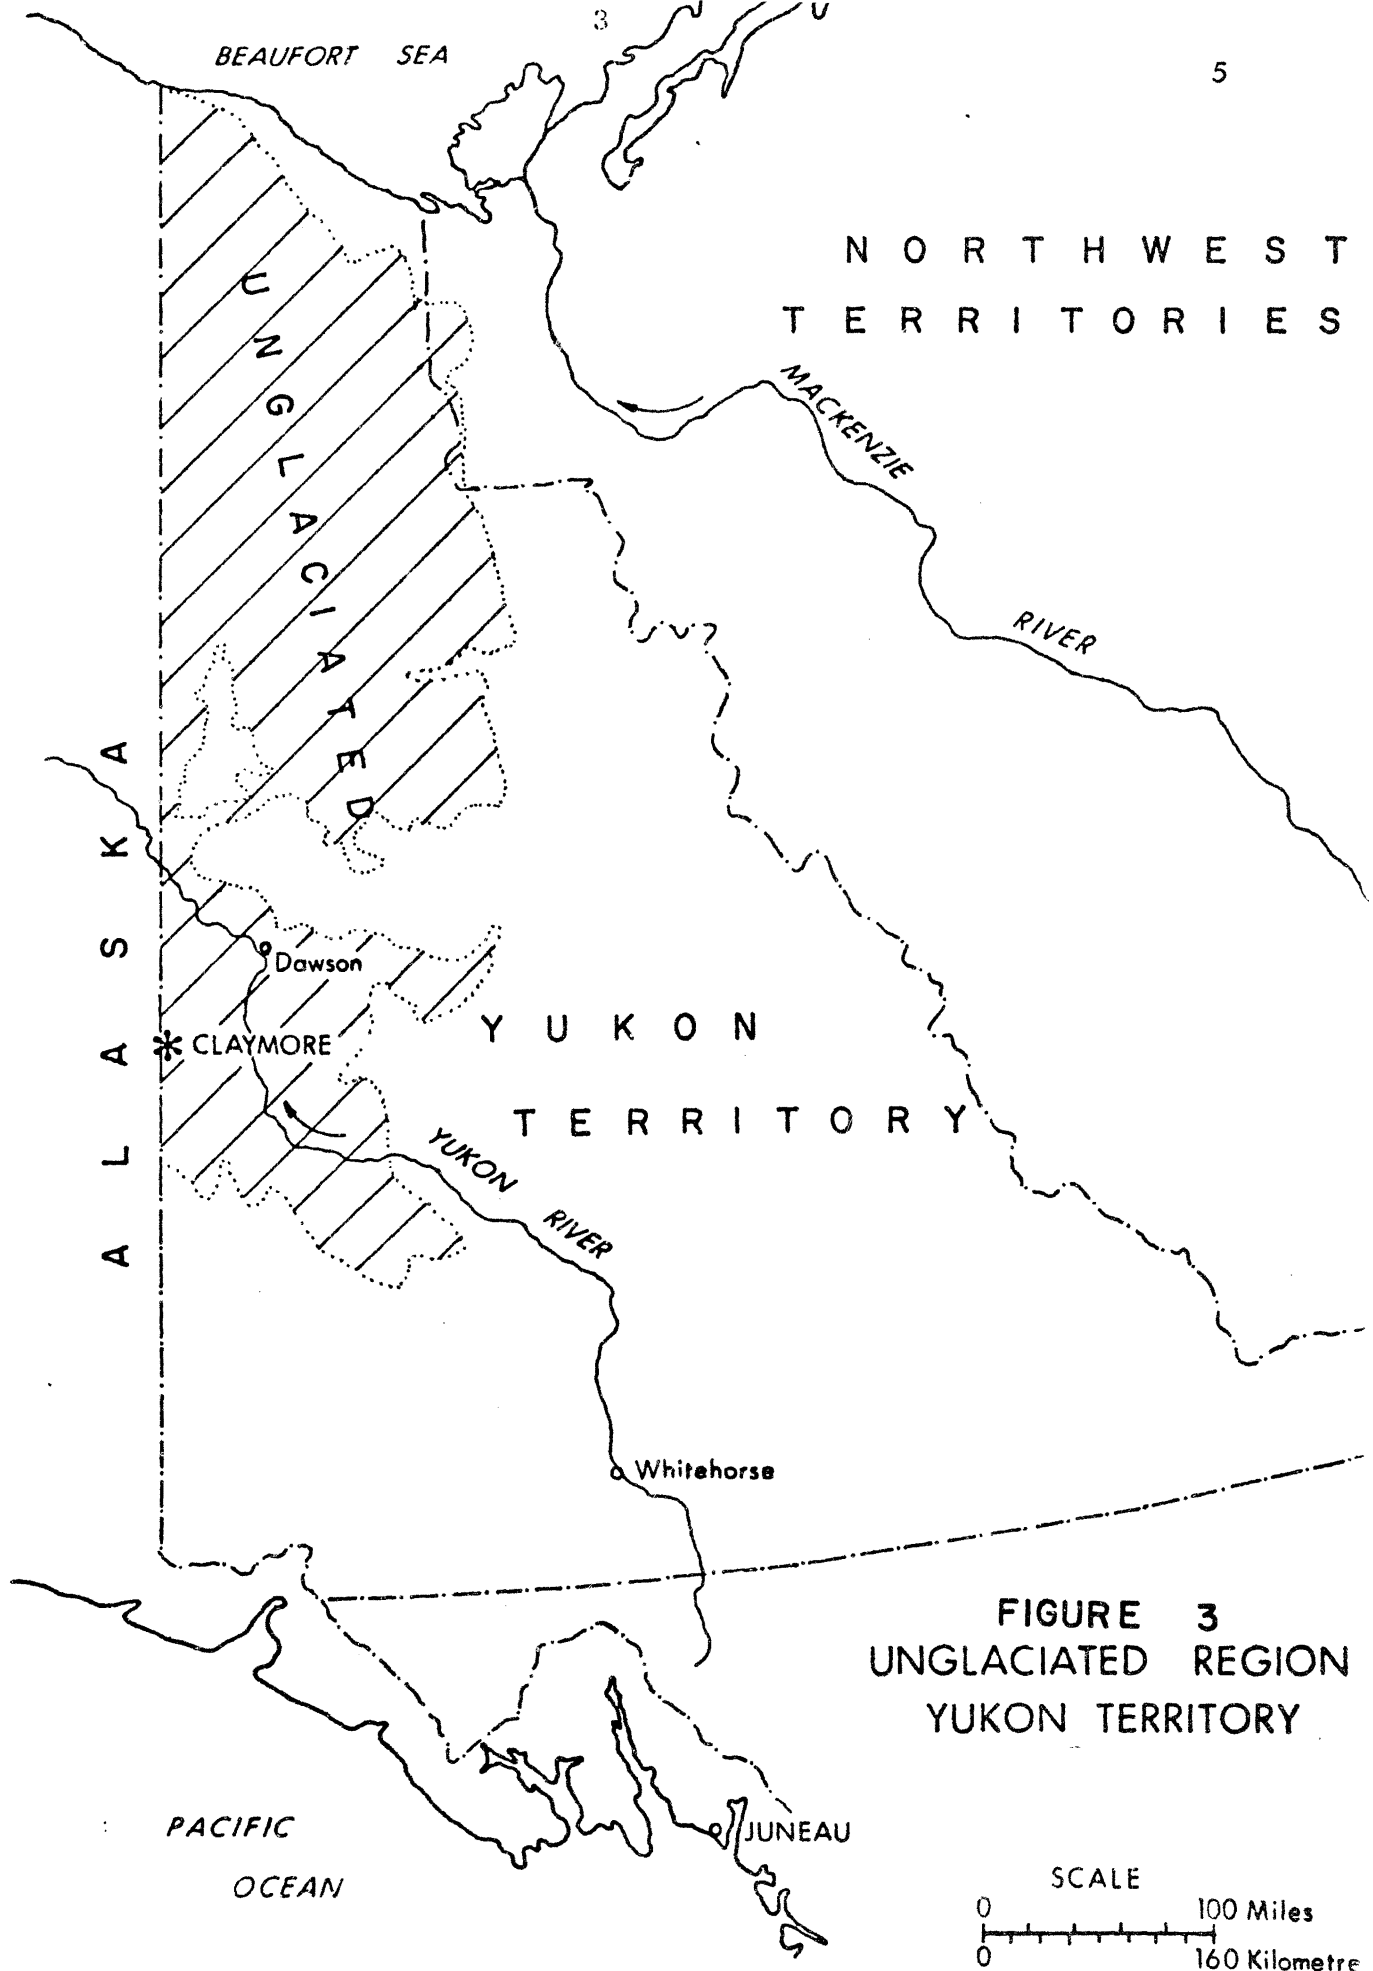 3
BEAUFORT SEA
5
NORTHWEST
TERRITORIES
UNGLACIATED
MACKENZIE
RIVER
ALASKA
Dawson
CLAYMORE
YUKON
TERRITORY
YUKON
RIVER
Whitehorse
FIGURE 3
UNGLACIATED REGION
YUKON TERRITORY
PACIFIC
OCEAN
JUNEAU
SCALE
0 100 Miles
0 160 Kilometre